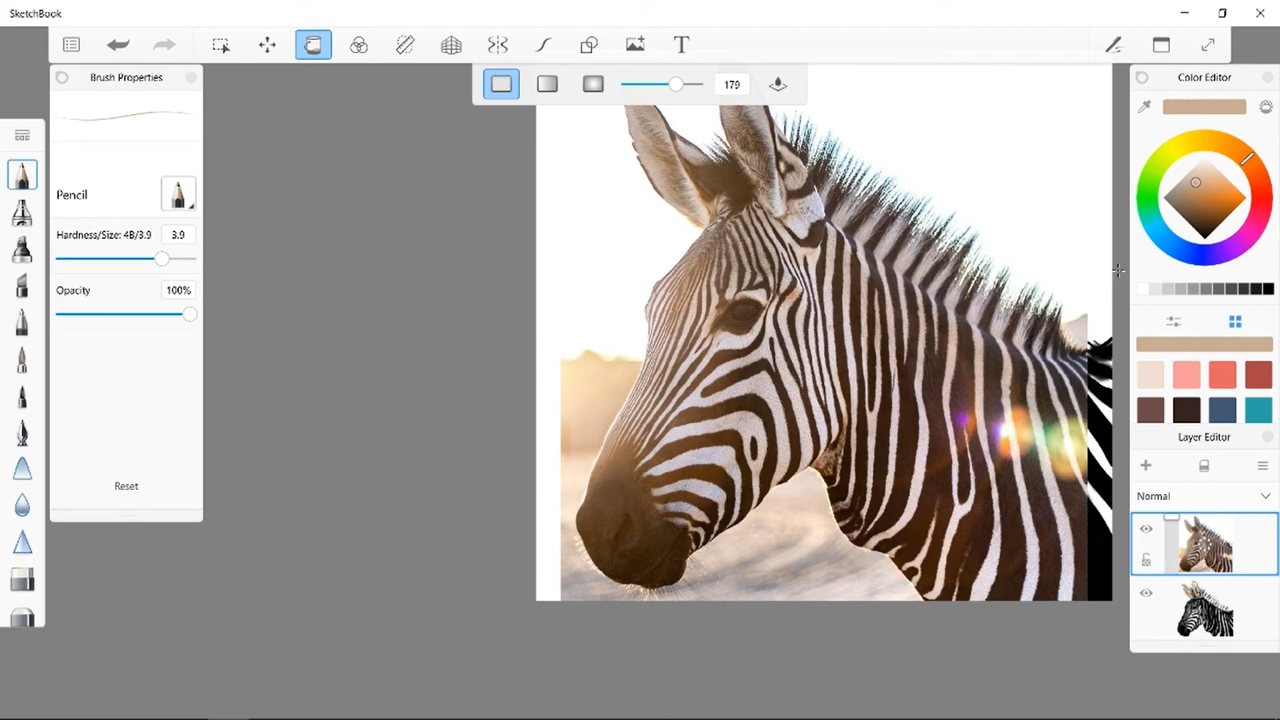 SketchBook
Brush Properties
179
Color Editor
Pencil
Hardness/Size: 4B/3.9 3.9
Opacity 100%
Reset
Layer Editor
Normal